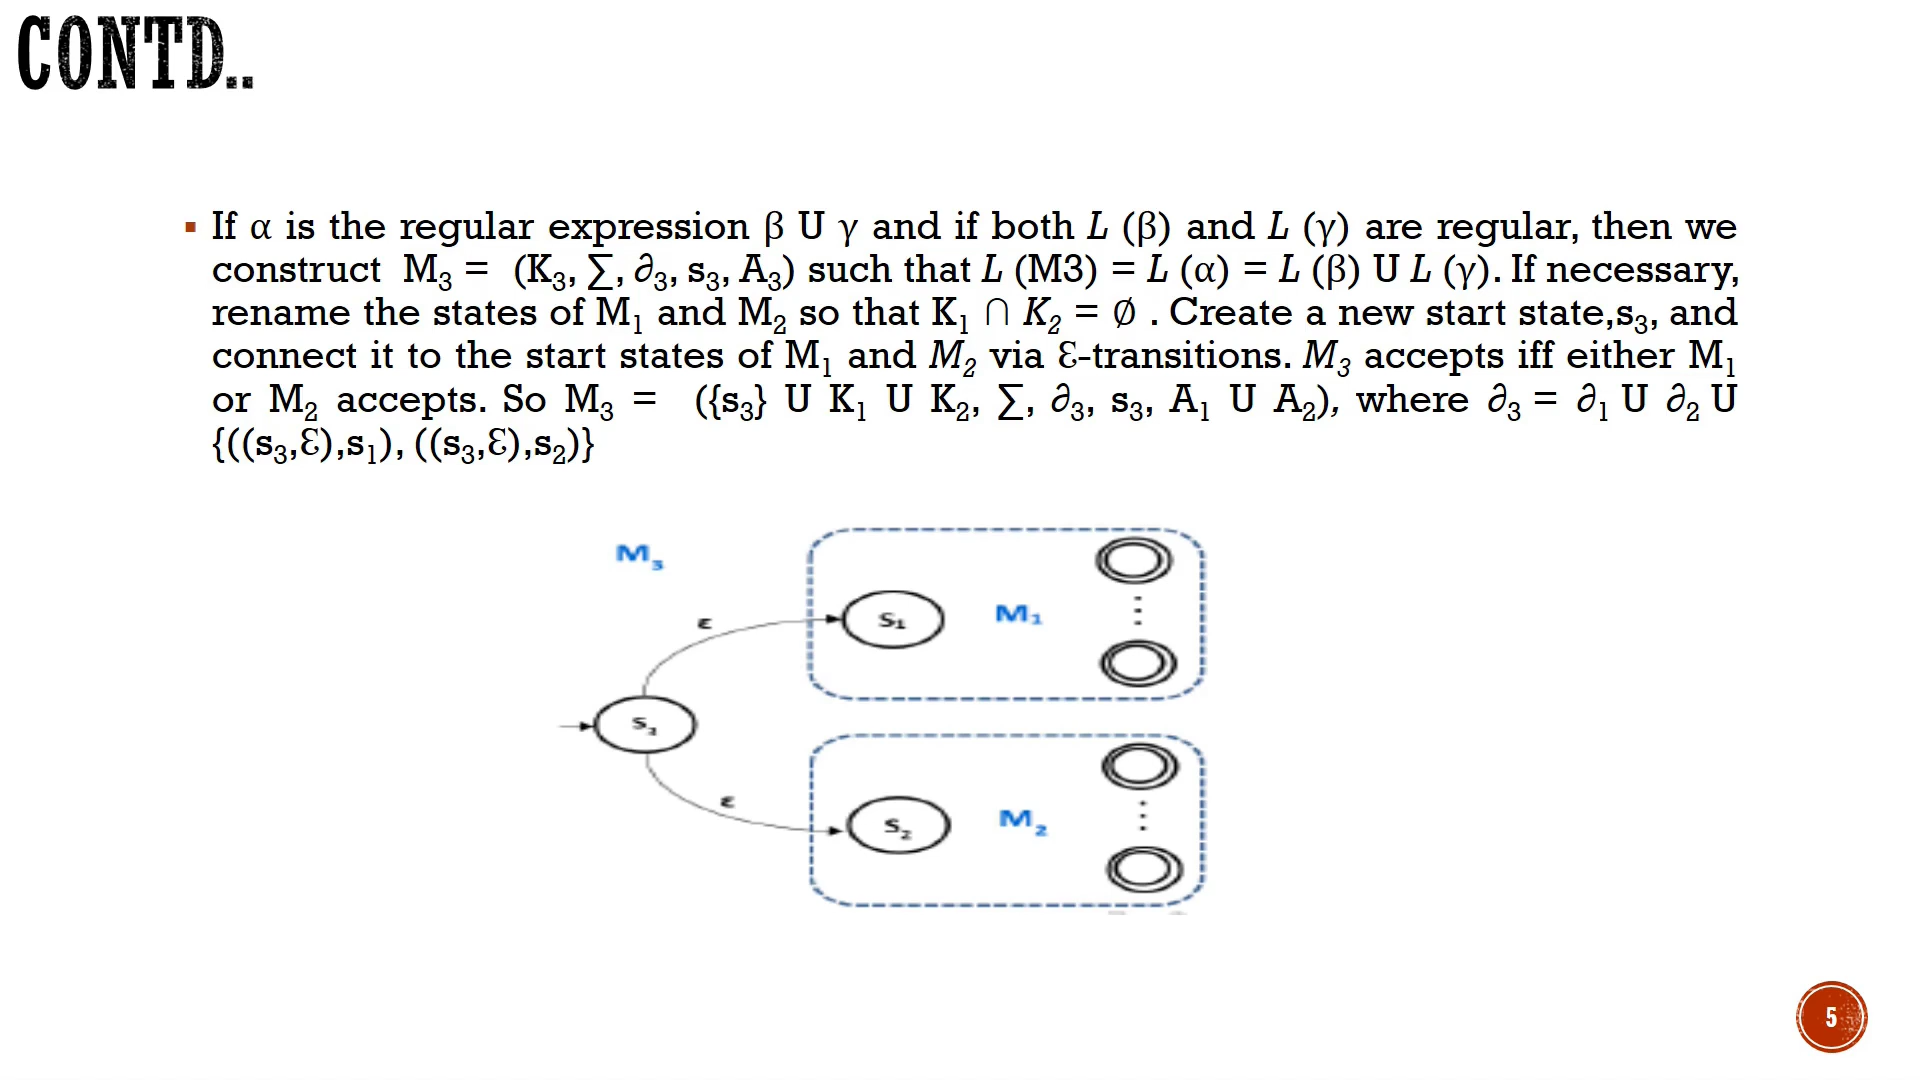 CONTD..
▪ If α is the regular expression β U γ and if both L (β) and L (γ) are regular, then we
construct M₃ = (K₃, ∑, ∂₃, s₃, A₃) such that L (M3) = L (α) = L (β) U L (γ). If necessary,
rename the states of M₁ and M₂ so that K₁ ∩ K₂ = ∅ . Create a new start state,s₃, and
connect it to the start states of M₁ and M₂ via Ɛ-transitions. M₃ accepts iff either M₁
or M₂ accepts. So M₃ = ({s₃} U K₁ U K₂, ∑, ∂₃, s₃, A₁ U A₂), where ∂₃ = ∂₁ U ∂₂ U
{((s₃,Ɛ),s₁), ((s₃,Ɛ),s₂)}
M₃
ε
S₁
M₁
⋮
ε
S₂
M₂
⋮
5